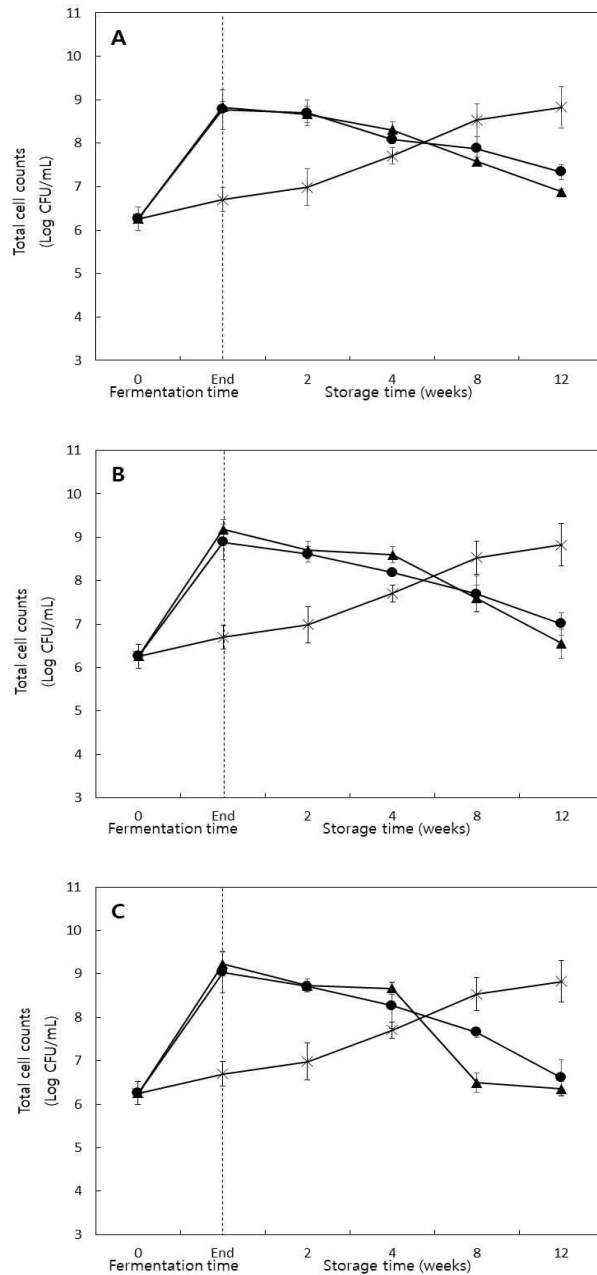 A
Total cell counts
(Log CFU/mL)
11
10
9
8
7
6
5
4
3
0
End
2
4
8
12
Fermentation time
Storage time (weeks)
B
Total cell counts
(Log CFU/mL)
11
10
9
8
7
6
5
4
3
0
End
2
4
8
12
Fermentation time
Storage time (weeks)
C
Total cell counts
(Log CFU/mL)
11
10
9
8
7
6
5
4
3
0
End
2
4
8
12
Fermentation time
Storage time (weeks)